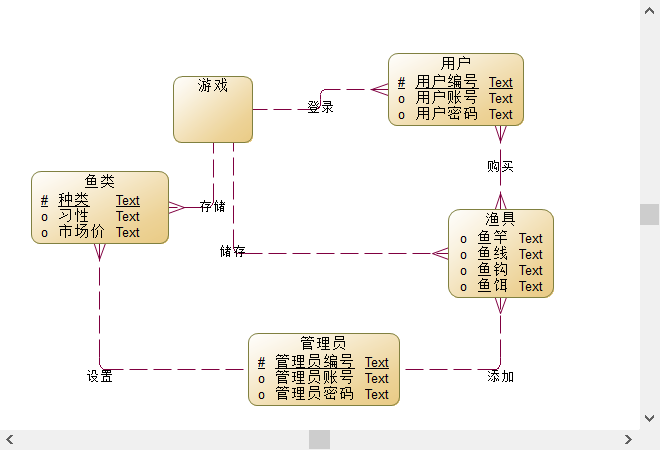 用户
# 用户编号 Text
o 用户账号 Text
o 用户密码 Text
游戏
登录
购买
鱼类
# 种类 Text
o 习性 Text
o 市场价 Text
存储
渔具
o 鱼竿 Text
o 鱼线 Text
o 鱼钩 Text
o 鱼饵 Text
储存
管理员
# 管理员编号 Text
o 管理员账号 Text
o 管理员密码 Text
设置
添加